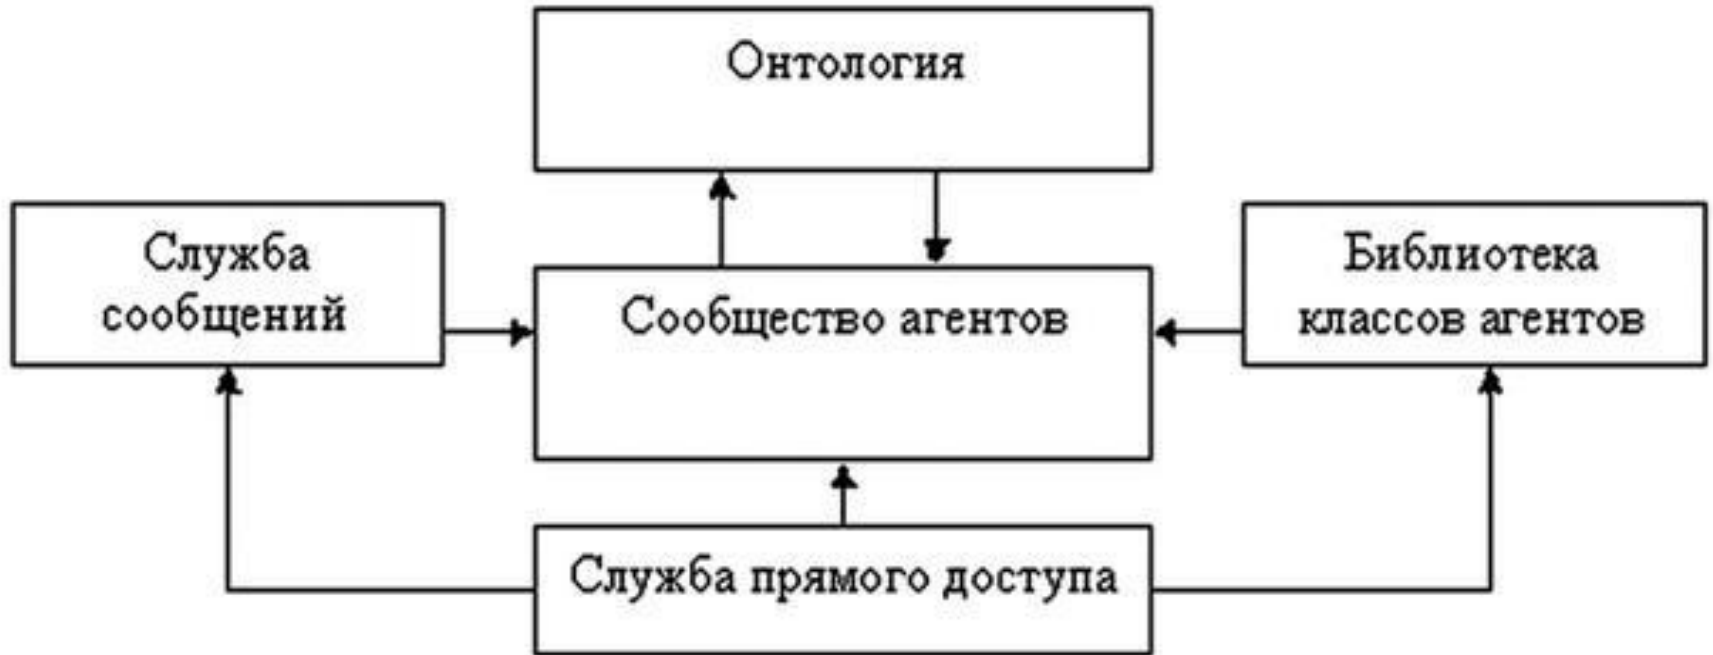 Онтология
Служба
сообщений
Сообщество агентов
Библиотека
классов агентов
Служба прямого доступа